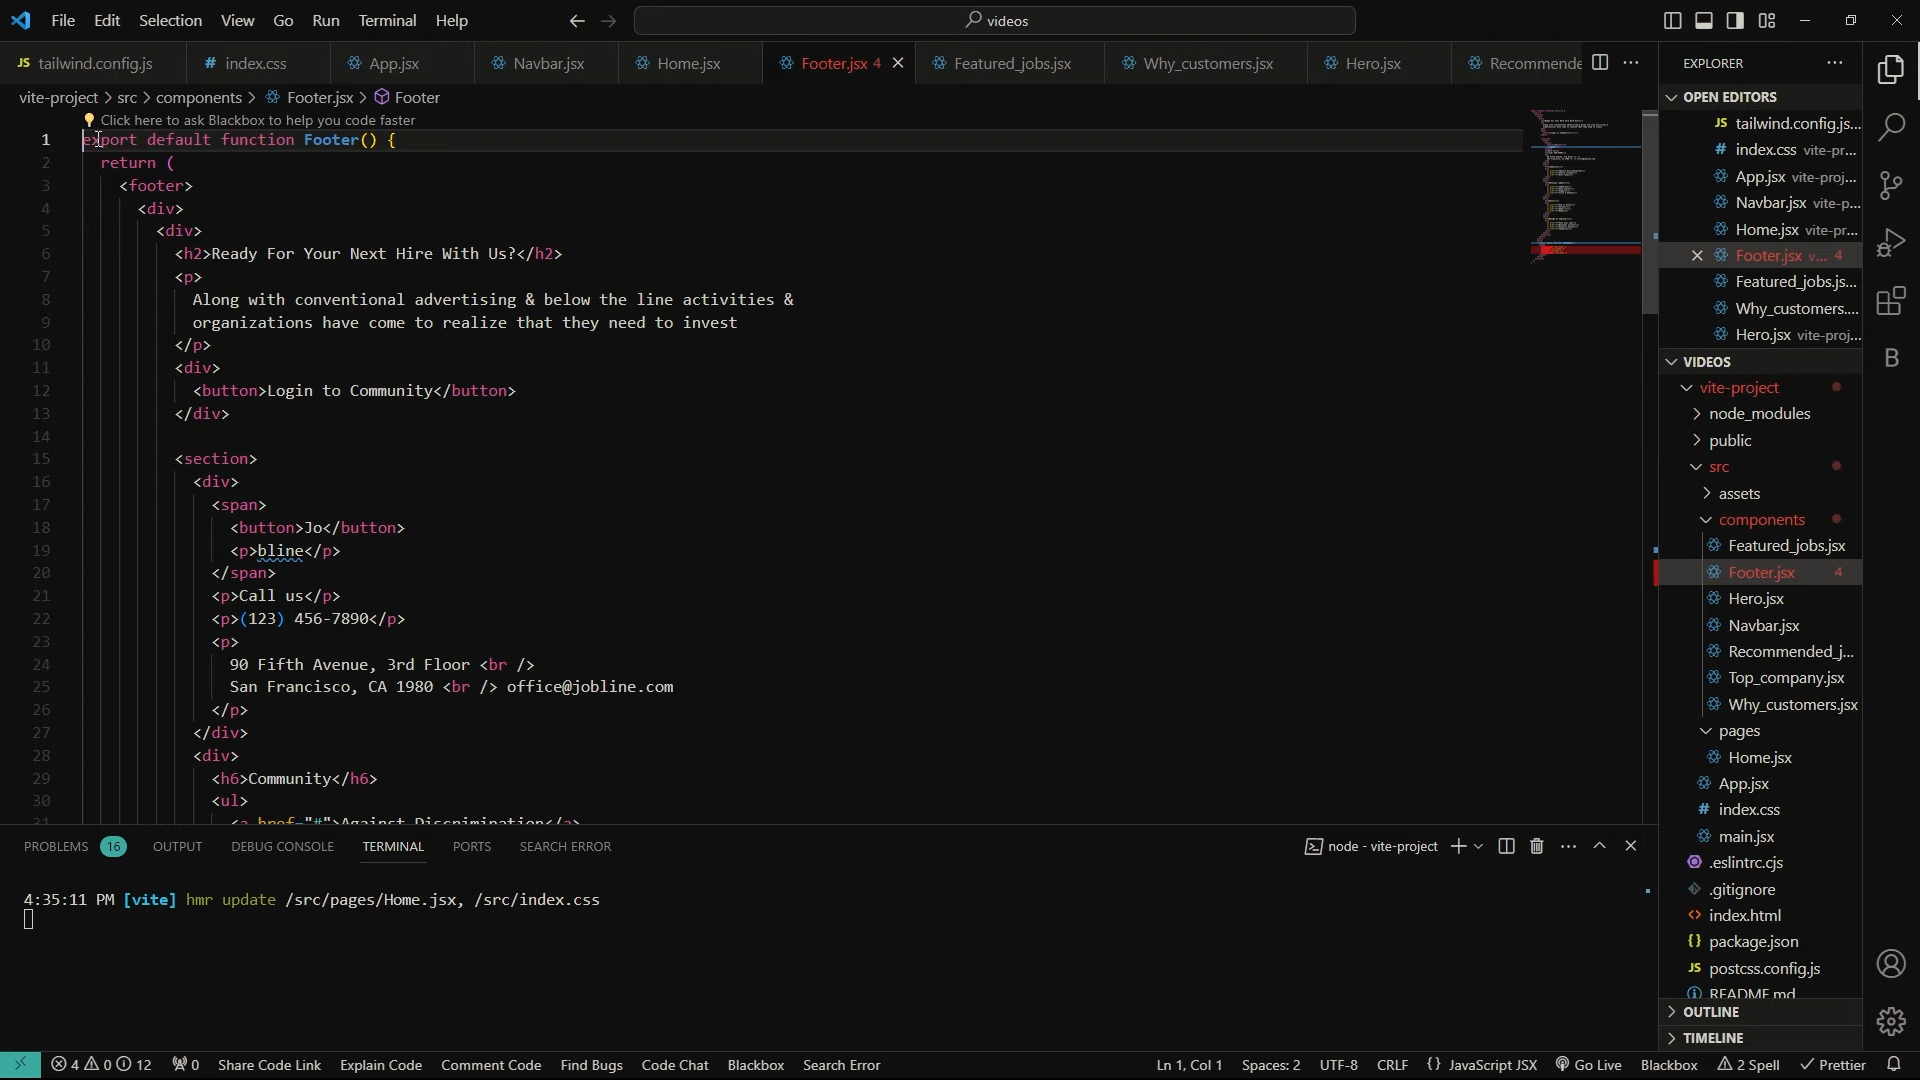 File Edit Selection View Go Run Terminal Help
videos
JS tailwind.config.js # index.css App.jsx Navbar.jsx Home.jsx Footer.jsx 4 Featured_jobs.jsx Why_customers.jsx Hero.jsx Recommende
vite-project > src > components > Footer.jsx > Footer
Click here to ask Blackbox to help you code faster
1 export default function Footer() {
2 return (
3 <footer>
4 <div>
5 <div>
6 <h2>Ready For Your Next Hire With Us?</h2>
7 <p>
8 Along with conventional advertising & below the line activities &
9 organizations have come to realize that they need to invest
10 </p>
11 <div>
12 <button>Login to Community</button>
13 </div>
14
15 <section>
16 <div>
17 <span>
18 <button>Jo</button>
19 <p>bline</p>
20 </span>
21 <p>Call us</p>
22 <p>(123) 456-7890</p>
23 <p>
24 90 Fifth Avenue, 3rd Floor <br />
25 San Francisco, CA 1980 <br /> office@jobline.com
26 </p>
27 </div>
28 <div>
29 <h6>Community</h6>
30 <ul>
31 <a href="#">Against Discrimination</a>
PROBLEMS 16 OUTPUT DEBUG CONSOLE TERMINAL PORTS SEARCH ERROR
node - vite-project
4:35:11 PM [vite] hmr update /src/pages/Home.jsx, /src/index.css
EXPLORER
OPEN EDITORS
JS tailwind.config.js...
# index.css vite-pr...
App.jsx vite-proj...
Navbar.jsx vite-p...
Home.jsx vite-pr...
Footer.jsx v... 4
Featured_jobs.js...
Why_customers....
Hero.jsx vite-proj...
VIDEOS
vite-project
node_modules
public
src
assets
components
Featured_jobs.jsx
Footer.jsx 4
Hero.jsx
Navbar.jsx
Recommended_j...
Top_company.jsx
Why_customers.jsx
pages
Home.jsx
App.jsx
# index.css
main.jsx
.eslintrc.cjs
.gitignore
<> index.html
{} package.json
JS postcss.config.js
README.md
OUTLINE
TIMELINE
B
4 0 12 0 Share Code Link Explain Code Comment Code Find Bugs Code Chat Blackbox Search Error Ln 1, Col 1 Spaces: 2 UTF-8 CRLF {} JavaScript JSX Go Live Blackbox 2 Spell Prettier